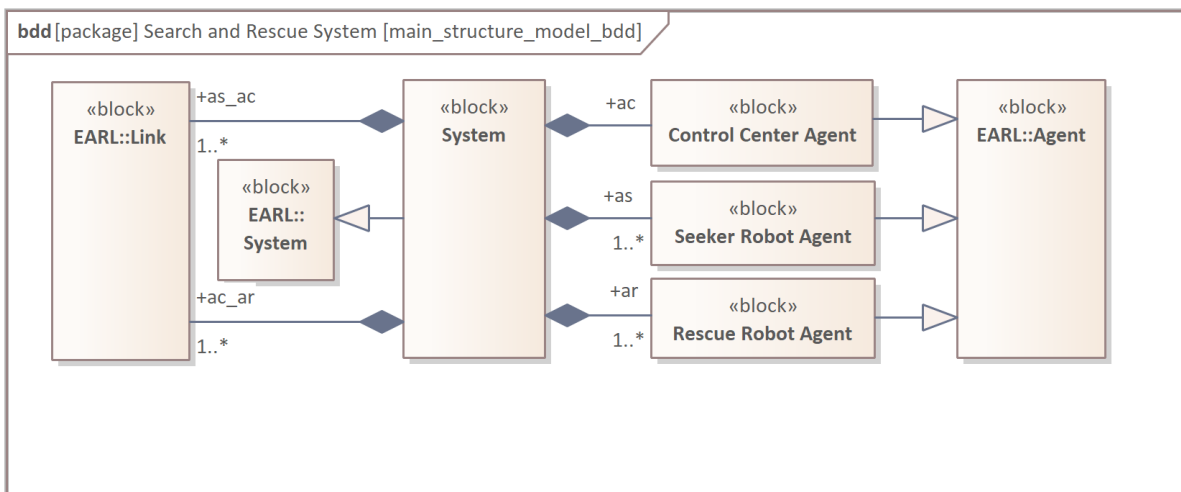 bdd [package] Search and Rescue System [main_structure_model_bdd]
«block»
EARL::Link
+as_ac
1..*
«block»
EARL::
System
+ac_ar
1..*
«block»
System
+ac
«block»
Control Center Agent
+as
1..*
«block»
Seeker Robot Agent
+ar
1..*
«block»
Rescue Robot Agent
«block»
EARL::Agent